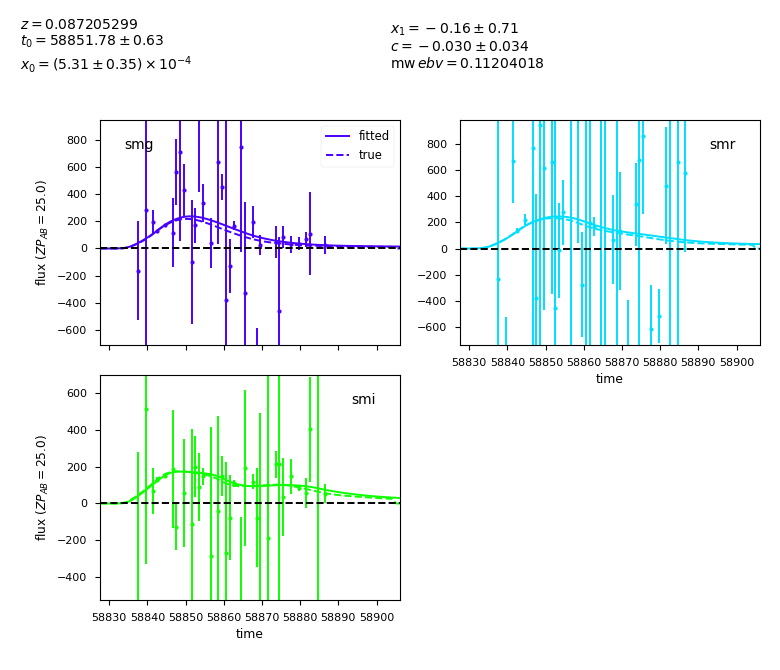 z = 0.087205299
t₀ = 58851.78 ± 0.63
x₀ = (5.31 ± 0.35) × 10⁻⁴
x₁ = −0.16 ± 0.71
c = −0.030 ± 0.034
mw ebv = 0.11204018
smg
fitted
true
800
600
400
200
0
−200
−400
−600
flux (ZP_AB = 25.0)
smr
800
600
400
200
0
−200
−400
−600
58830 58840 58850 58860 58870 58880 58890 58900
time
smi
600
400
200
0
−200
−400
flux (ZP_AB = 25.0)
58830 58840 58850 58860 58870 58880 58890 58900
time